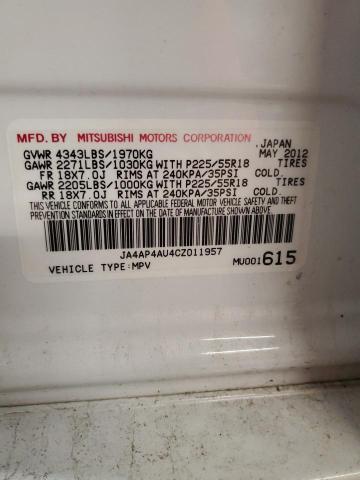 MFD. BY MITSUBISHI MOTORS CORPORATION, JAPAN
GVWR 4343LBS/1970KG MAY 2012
GAWR 2271LBS/1030KG WITH P225/55R18 TIRES
FR 18X7.0J RIMS AT 240KPA/35PSI COLD.
GAWR 2205LBS/1000KG WITH P225/55R18 TIRES
RR 18X7.0J RIMS AT 240KPA/35PSI COLD.
THIS VEHICLE CONFORMS TO ALL APPLICABLE FEDERAL MOTOR VEHICLE
SAFETY AND THEFT PREVENTION STANDARDS IN EFFECT ON THE DATE
OF MANUFACTURE SHOWN ABOVE.
JA4AP4AU4CZ011957
VEHICLE TYPE:MPV MU001615